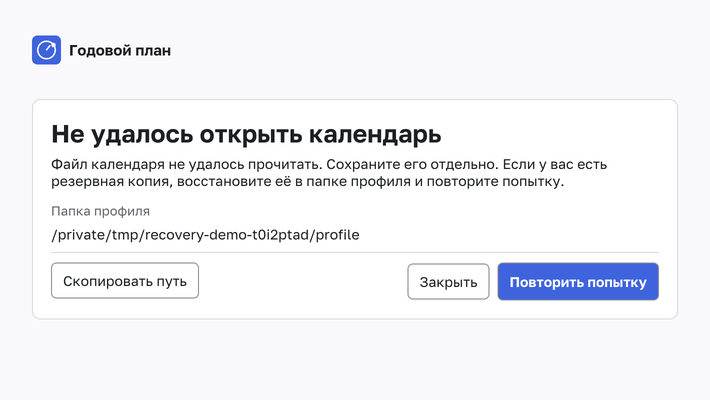 Годовой план
Не удалось открыть календарь
Файл календаря не удалось прочитать. Сохраните его отдельно. Если у вас есть
резервная копия, восстановите её в папке профиля и повторите попытку.
Папка профиля
/private/tmp/recovery-demo-t0i2ptad/profile
Скопировать путь
Закрыть
Повторить попытку